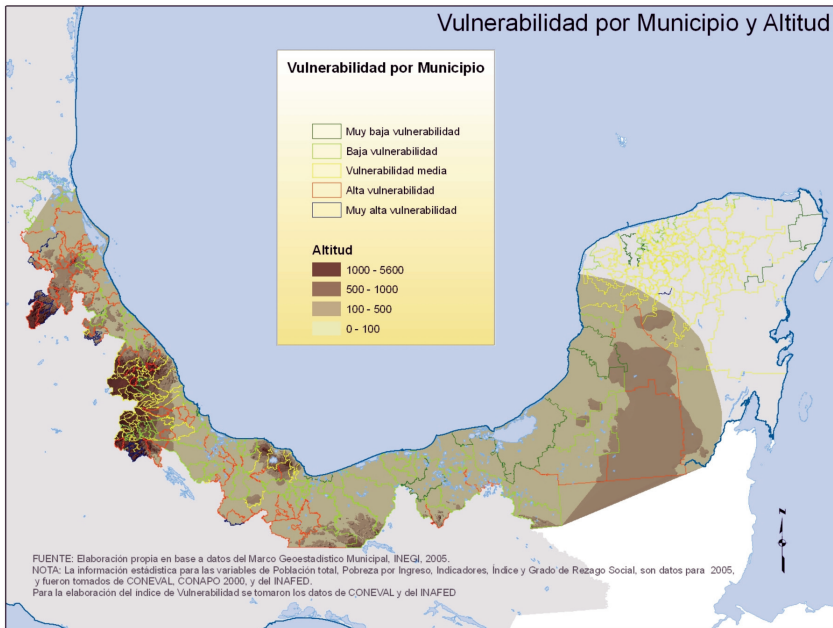 Vulnerabilidad por Municipio y Altitud
Vulnerabilidad por Municipio
Muy baja vulnerabilidad
Baja vulnerabilidad
Vulnerabilidad media
Alta vulnerabilidad
Muy alta vulnerabilidad
Altitud
1000 - 5600
500 - 1000
100 - 500
0 - 100
N
FUENTE: Elaboración propia en base a datos del Marco Geoestadistico Municipal, INEGI, 2005.
NOTA: La información estádistica para las variables de Población total, Pobreza por Ingreso, Indicadores, Índice y Grado de Rezago Social, son datos para 2005,
y fueron tomados de CONEVAL, CONAPO 2000, y del INAFED.
Para la elaboración del índice de Vulnerabilidad se tomaron los datos de CONEVAL y del INAFED